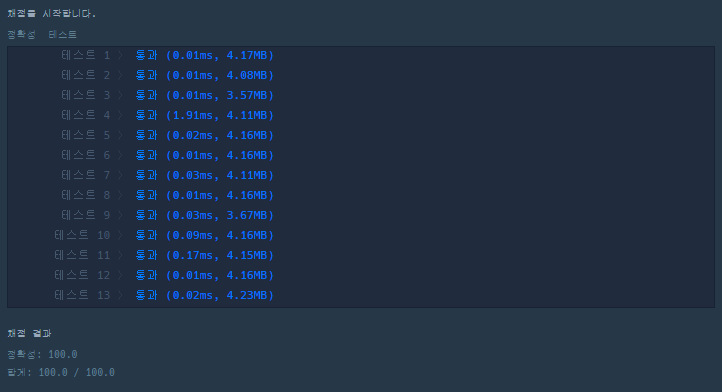 채점을 시작합니다.
정확성 테스트
테스트 1 〉 통과 (0.01ms, 4.17MB)
테스트 2 〉 통과 (0.01ms, 4.08MB)
테스트 3 〉 통과 (0.01ms, 3.57MB)
테스트 4 〉 통과 (1.91ms, 4.11MB)
테스트 5 〉 통과 (0.02ms, 4.16MB)
테스트 6 〉 통과 (0.01ms, 4.16MB)
테스트 7 〉 통과 (0.03ms, 4.11MB)
테스트 8 〉 통과 (0.01ms, 4.16MB)
테스트 9 〉 통과 (0.03ms, 3.67MB)
테스트 10 〉 통과 (0.09ms, 4.16MB)
테스트 11 〉 통과 (0.17ms, 4.15MB)
테스트 12 〉 통과 (0.01ms, 4.16MB)
테스트 13 〉 통과 (0.02ms, 4.23MB)
채점 결과
정확성: 100.0
합계: 100.0 / 100.0